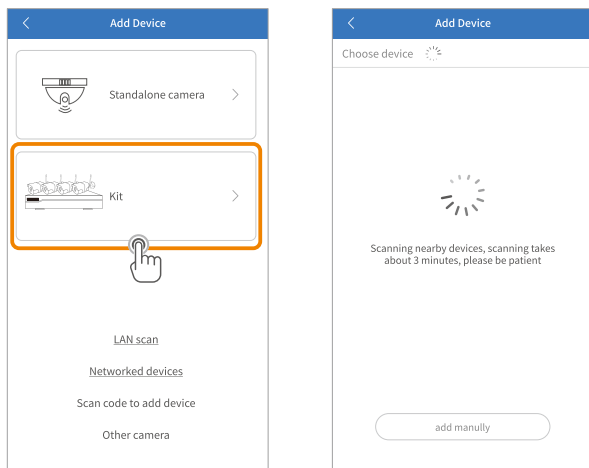 Add Device
Standalone camera
Kit
LAN scan
Networked devices
Scan code to add device
Other camera
Add Device
Choose device
Scanning nearby devices, scanning takes
about 3 minutes, please be patient
add manully